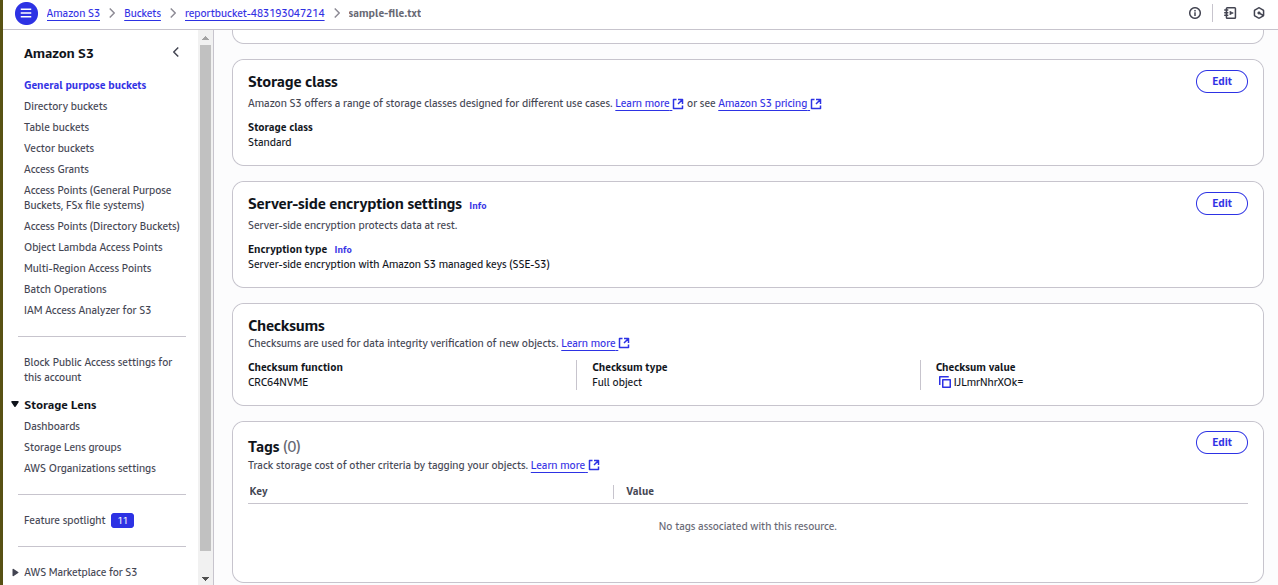 Amazon S3 > Buckets > reportbucket-483193047214 > sample-file.txt
Amazon S3
General purpose buckets
Directory buckets
Table buckets
Vector buckets
Access Grants
Access Points (General Purpose
Buckets, FSx file systems)
Access Points (Directory Buckets)
Object Lambda Access Points
Multi-Region Access Points
Batch Operations
IAM Access Analyzer for S3
Block Public Access settings for
this account
Storage Lens
Dashboards
Storage Lens groups
AWS Organizations settings
Feature spotlight 11
AWS Marketplace for S3
Storage class
Edit
Amazon S3 offers a range of storage classes designed for different use cases. Learn more or see Amazon S3 pricing
Storage class
Standard
Server-side encryption settings Info
Edit
Server-side encryption protects data at rest.
Encryption type Info
Server-side encryption with Amazon S3 managed keys (SSE-S3)
Checksums
Checksums are used for data integrity verification of new objects. Learn more
Checksum function
CRC64NVME
Checksum type
Full object
Checksum value
IJLmrNhrXOk=
Tags (0)
Edit
Track storage cost of other criteria by tagging your objects. Learn more
Key Value
No tags associated with this resource.